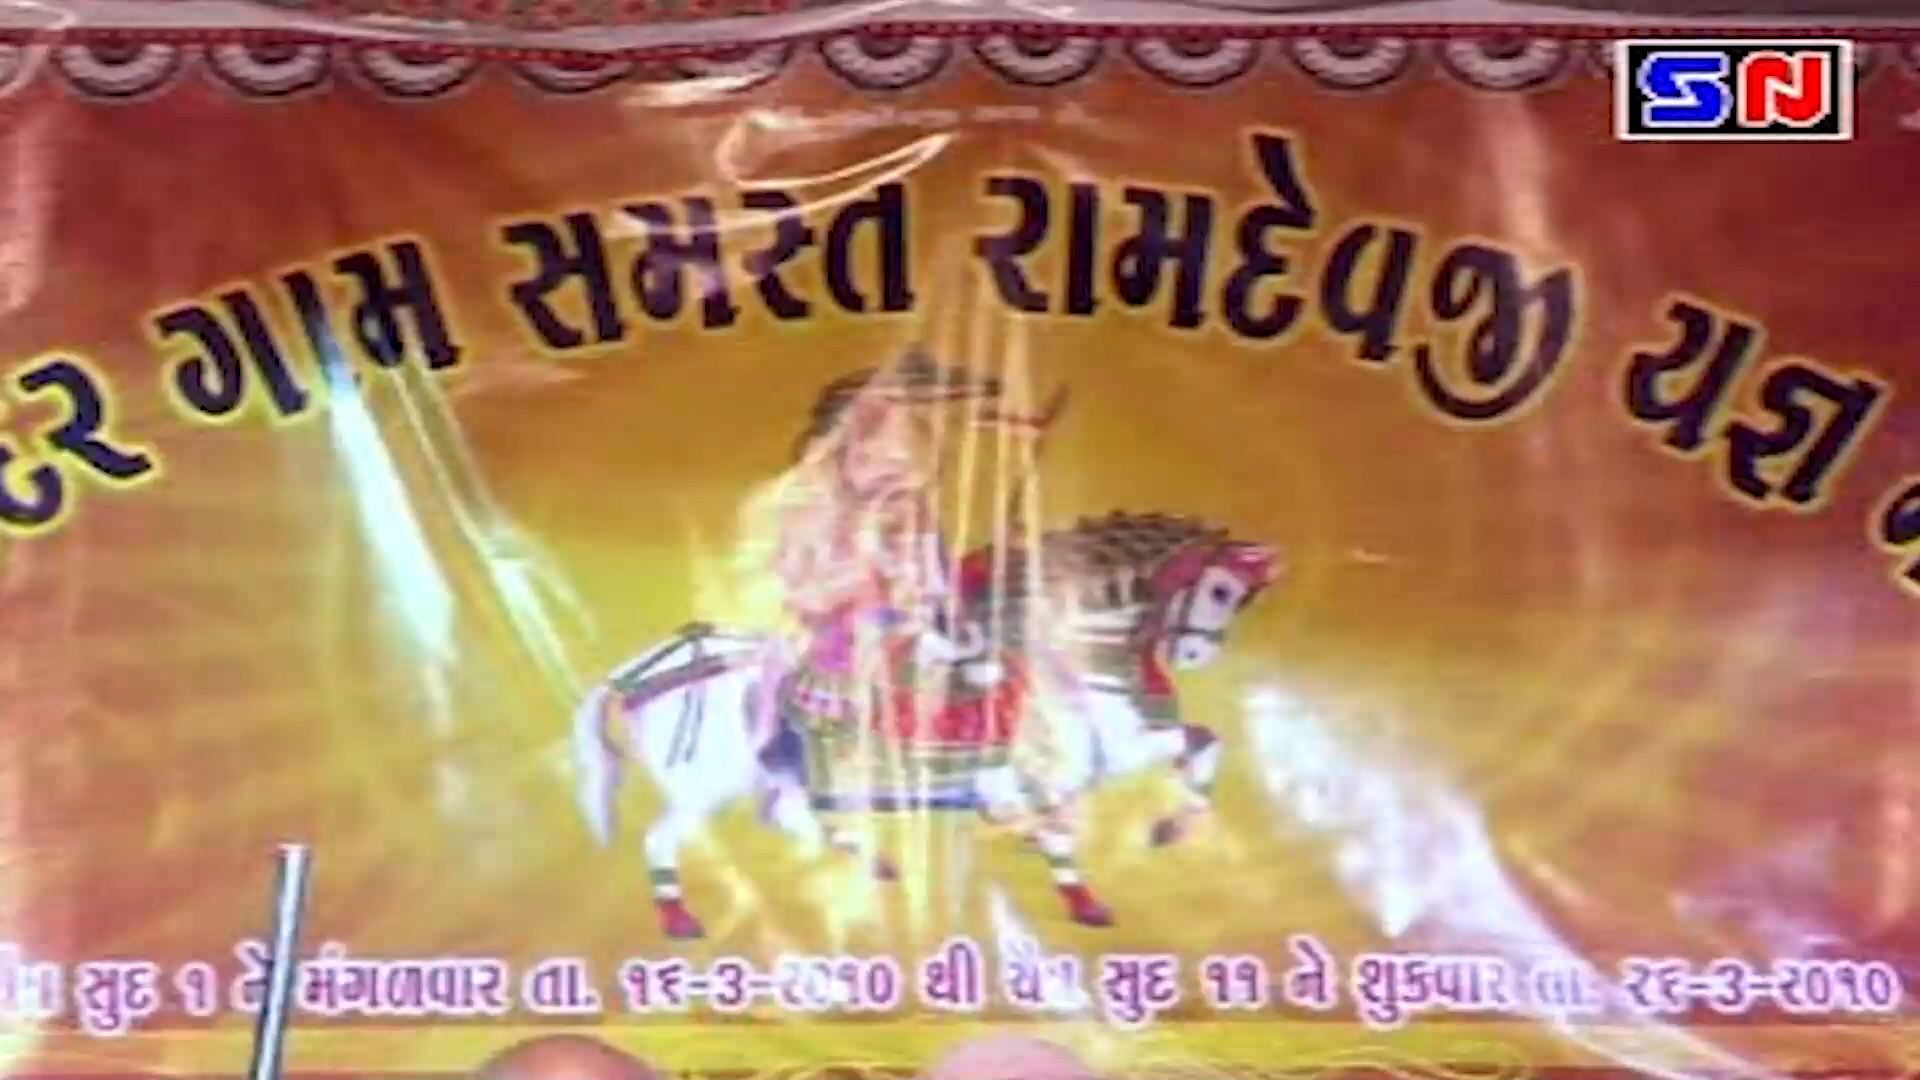 SN
ગામ સમસ્ત રામદેવજી યજ્ઞ
સુદ ૧ ને મંગળવાર તા. ૧૬-૩-૨૦૧૦ થી ચૈત્ર સુદ ૧૧ ને શુક્રવાર તા. ૨૬-૩-૨૦૧૦